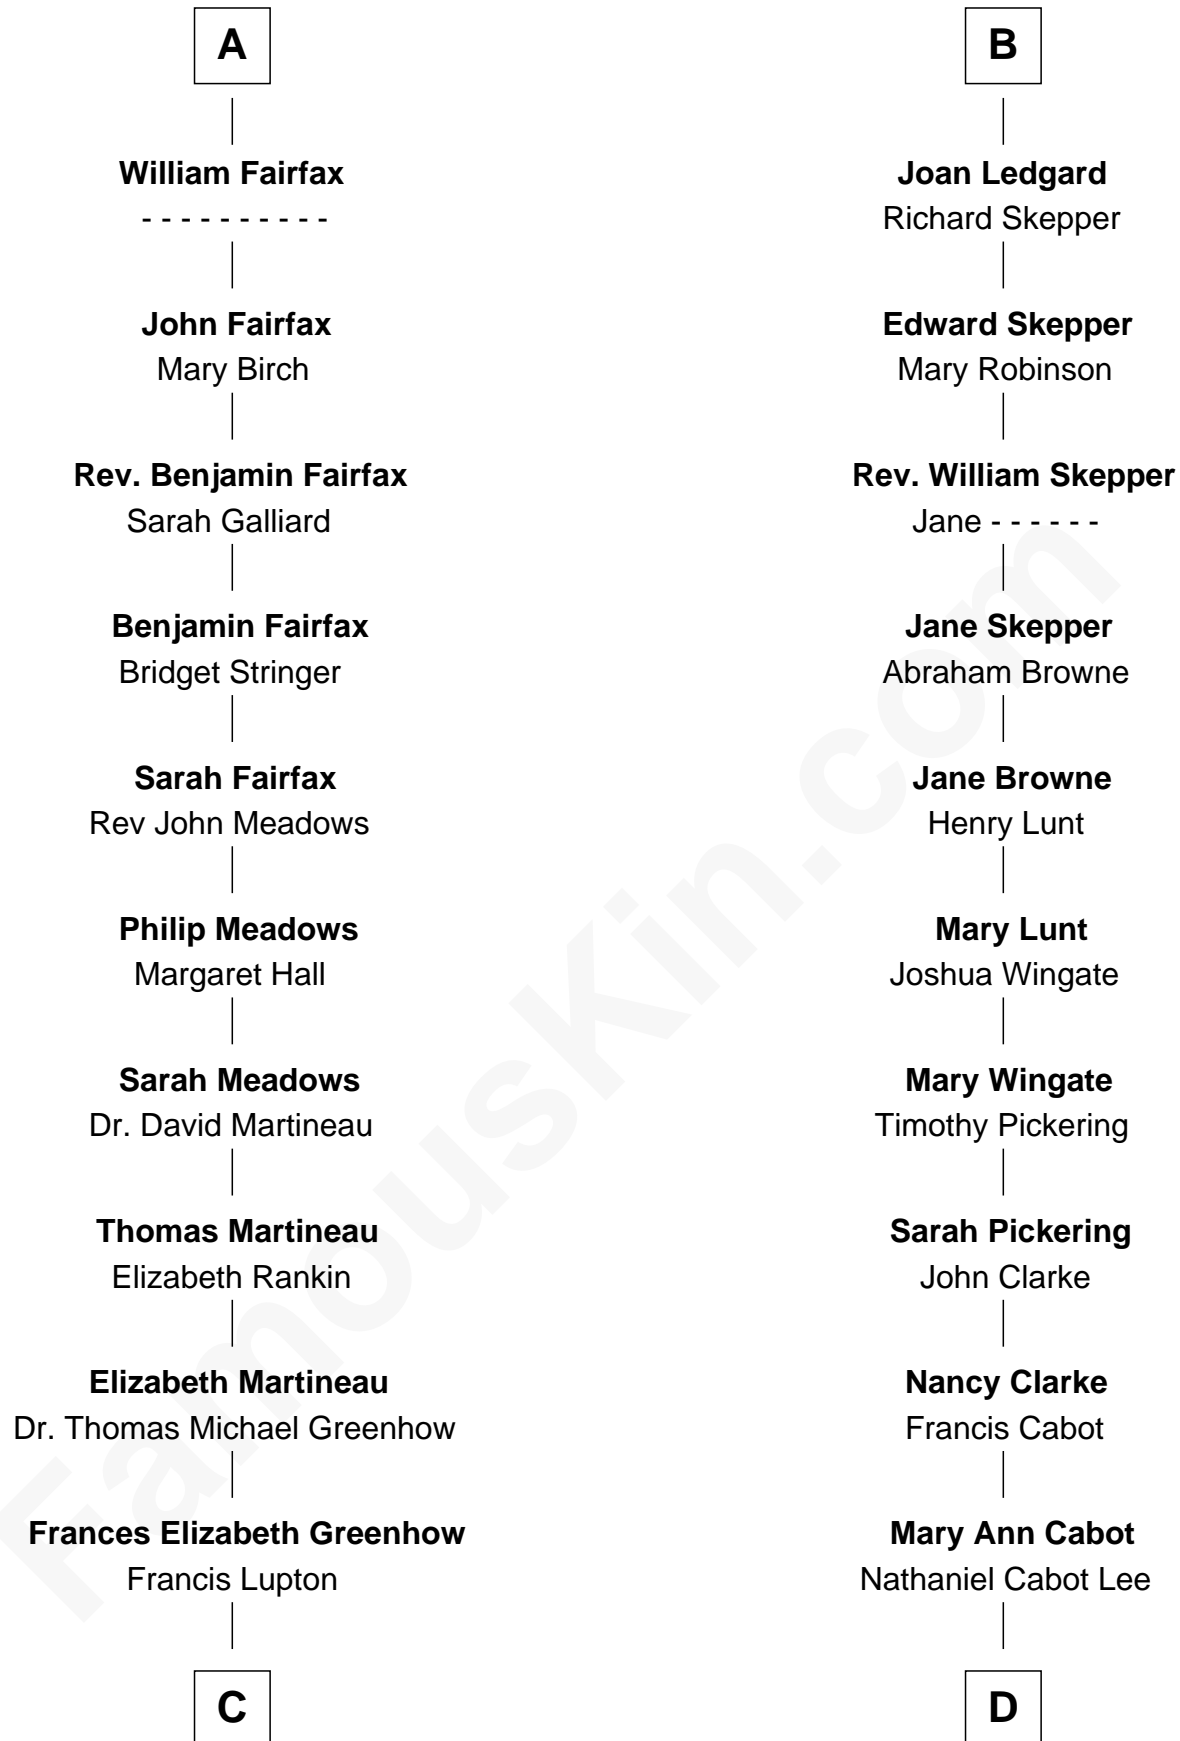 A
William Fairfax
- - - - - - - - - -
John Fairfax
Mary Birch
Rev. Benjamin Fairfax
Sarah Galliard
Benjamin Fairfax
Bridget Stringer
Sarah Fairfax
Rev John Meadows
Philip Meadows
Margaret Hall
Sarah Meadows
Dr. David Martineau
Thomas Martineau
Elizabeth Rankin
Elizabeth Martineau
Dr. Thomas Michael Greenhow
Frances Elizabeth Greenhow
Francis Lupton
C
B
Joan Ledgard
Richard Skepper
Edward Skepper
Mary Robinson
Rev. William Skepper
Jane - - - - - -
Jane Skepper
Abraham Browne
Jane Browne
Henry Lunt
Mary Lunt
Joshua Wingate
Mary Wingate
Timothy Pickering
Sarah Pickering
John Clarke
Nancy Clarke
Francis Cabot
Mary Ann Cabot
Nathaniel Cabot Lee
D
FamousKin.com